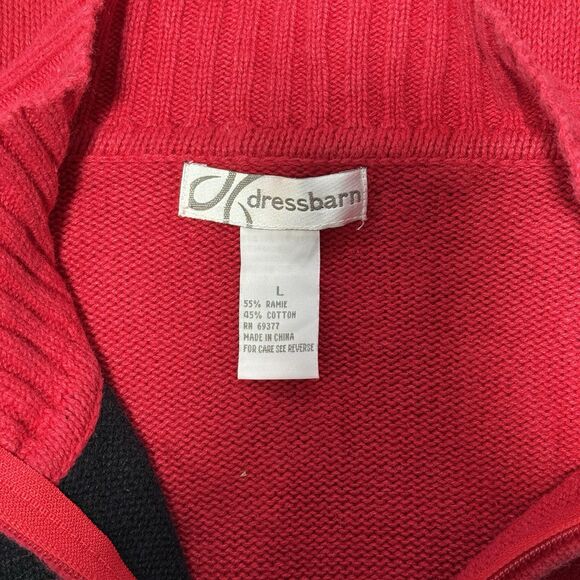 dressbarn
L
55% RAMIE
45% COTTON
RN 69377
MADE IN CHINA
FOR CARE SEE REVERSE